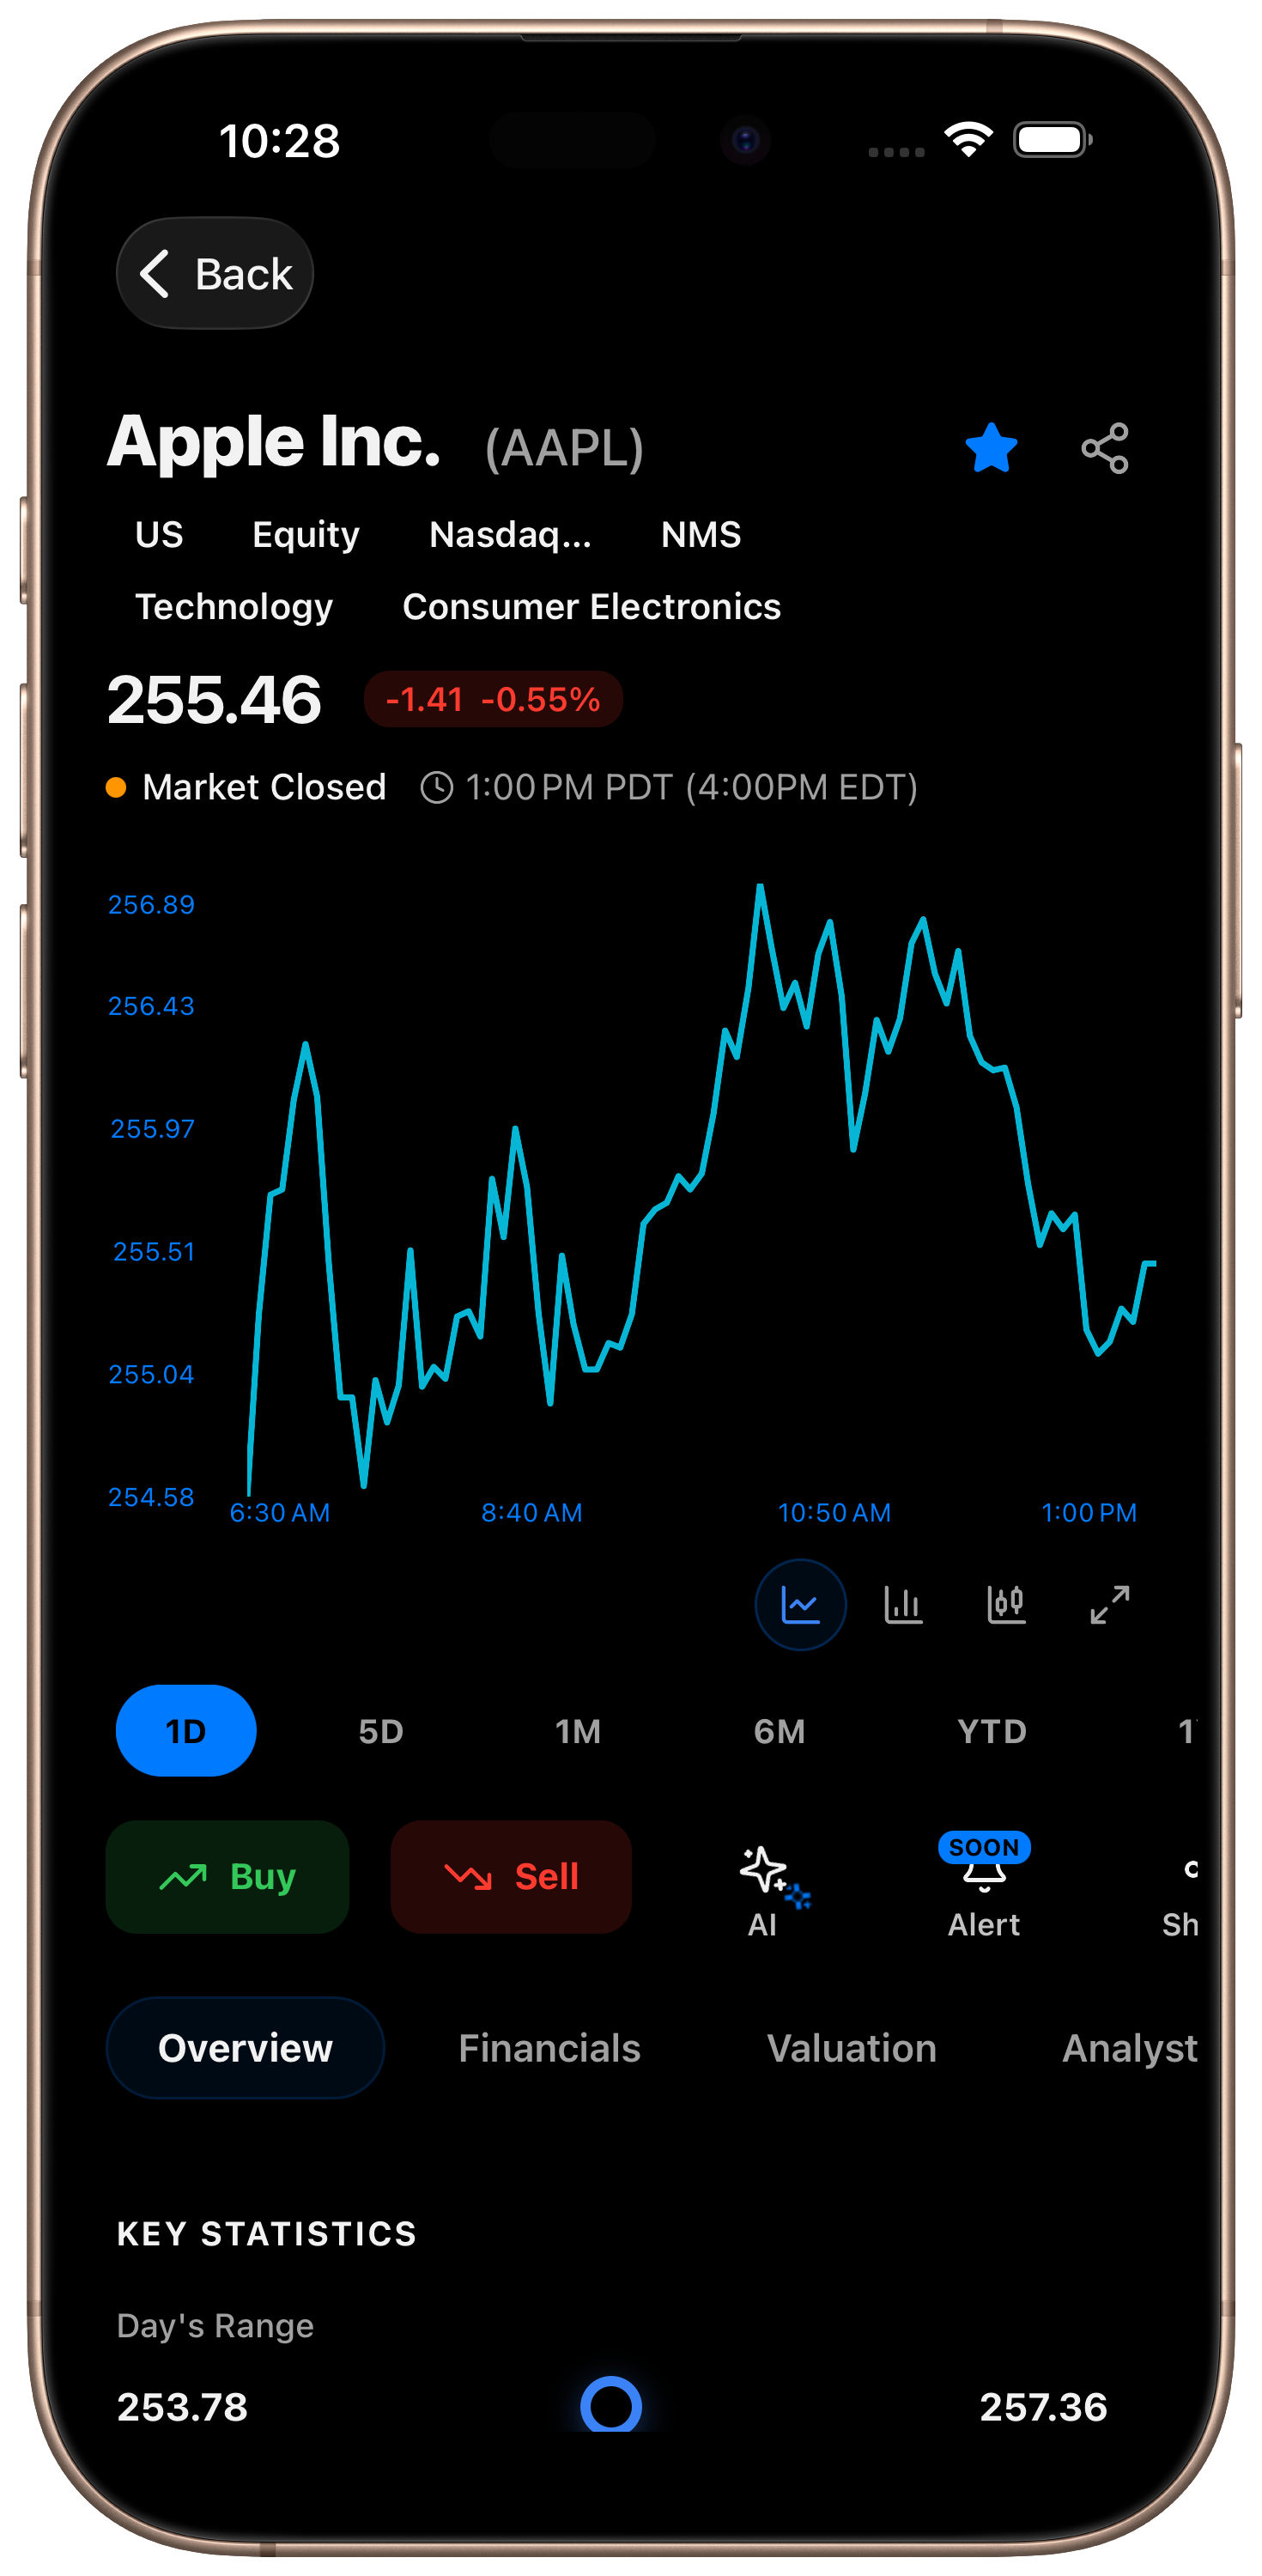 10:28
Back
Apple Inc. (AAPL)
US Equity Nasdaq... NMS
Technology Consumer Electronics
255.46 -1.41 -0.55%
Market Closed 1:00 PM PDT (4:00PM EDT)
256.89
256.43
255.97
255.51
255.04
254.58
6:30 AM 8:40 AM 10:50 AM 1:00 PM
1D 5D 1M 6M YTD
Buy Sell AI SOON Alert Sh
Overview Financials Valuation Analyst
KEY STATISTICS
Day's Range
253.78 257.36